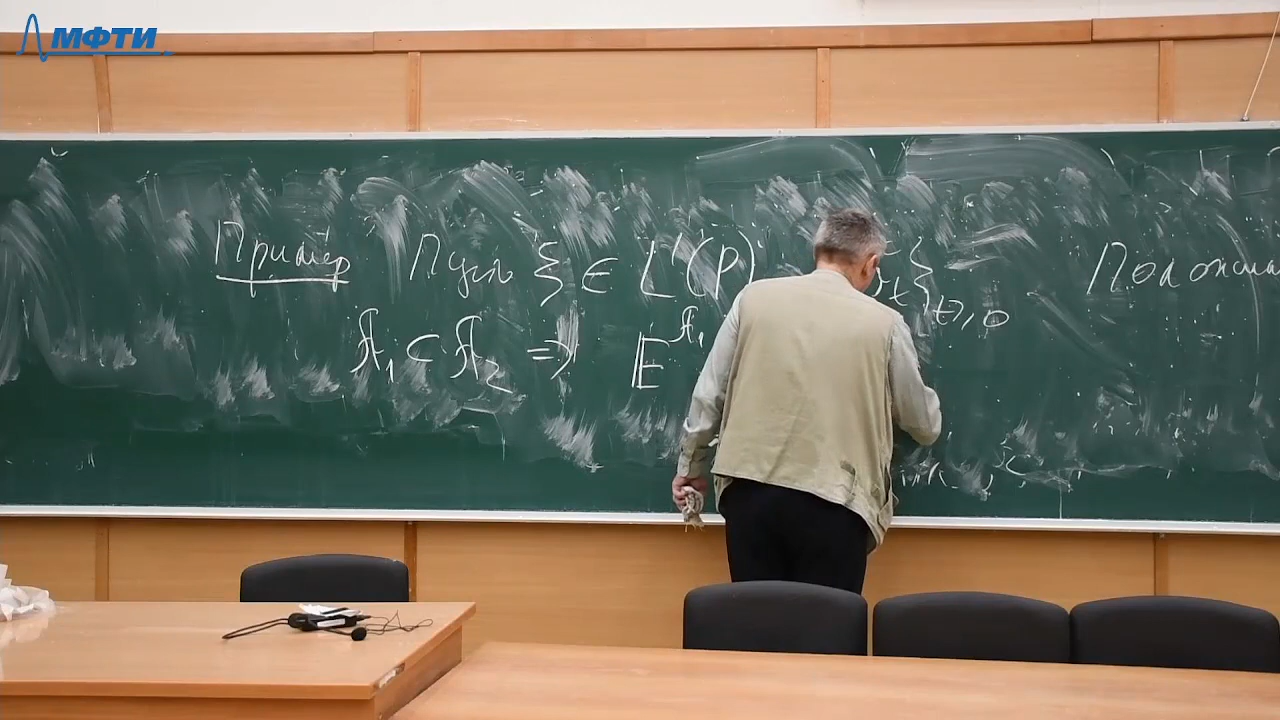 МФТИ
Пример Пусть ξ ∈ L¹(P) t}t≥0 Положим
𝒜₁ ⊂ 𝒜₂ ⇒ 𝔼^𝒜₁